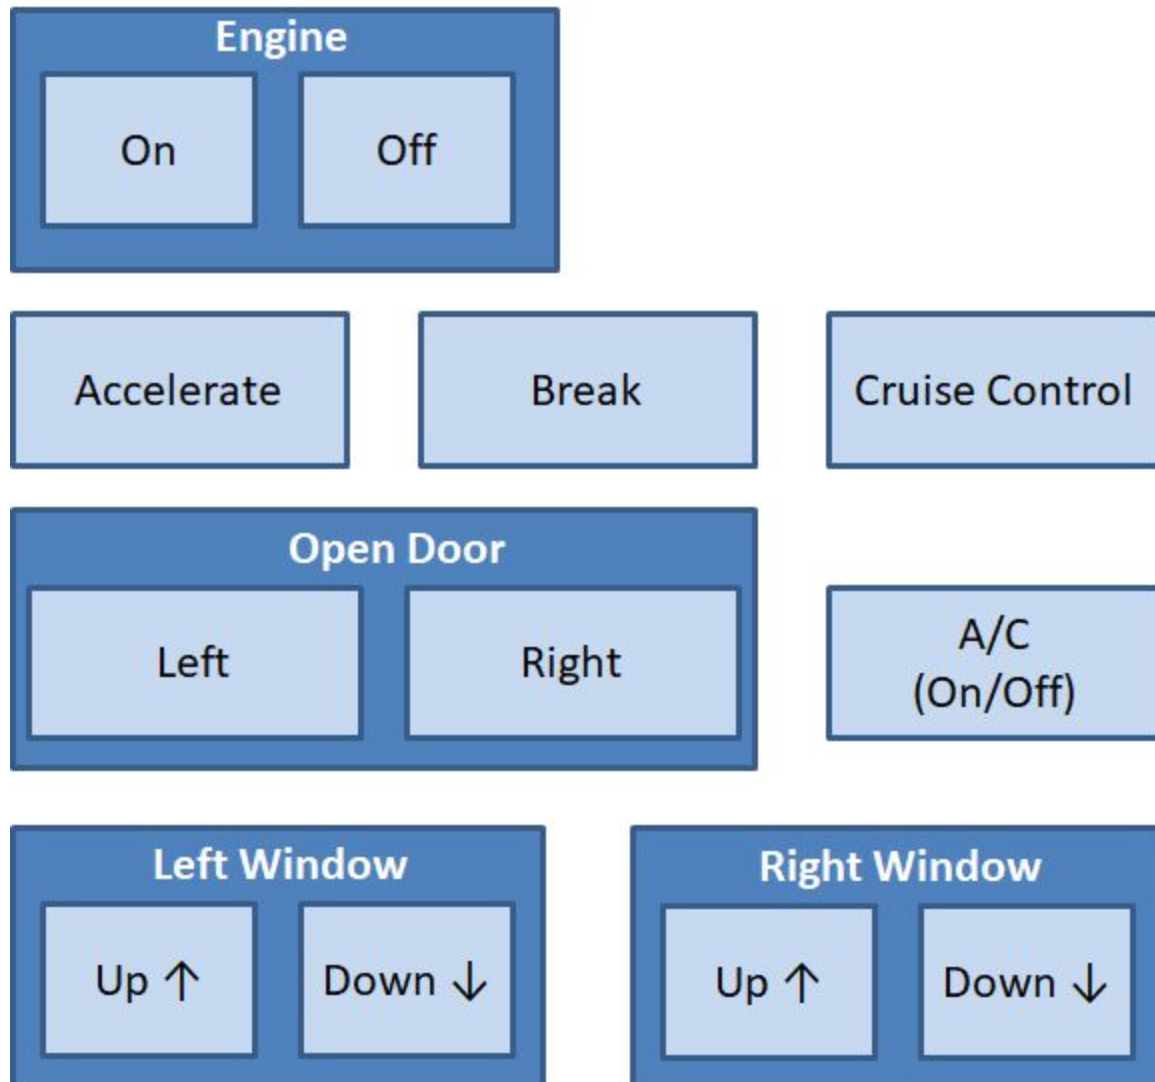 Engine
On
Off
Accelerate
Break
Cruise Control
Open Door
Left
Right
A/C
(On/Off)
Left Window
Up ↑
Down ↓
Right Window
Up ↑
Down ↓